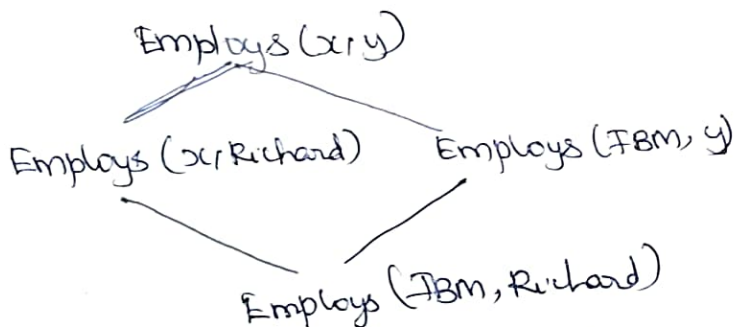 Employs (x, y)
Employs (x, Richard) Employs (IBM, y)
Employs (IBM, Richard)